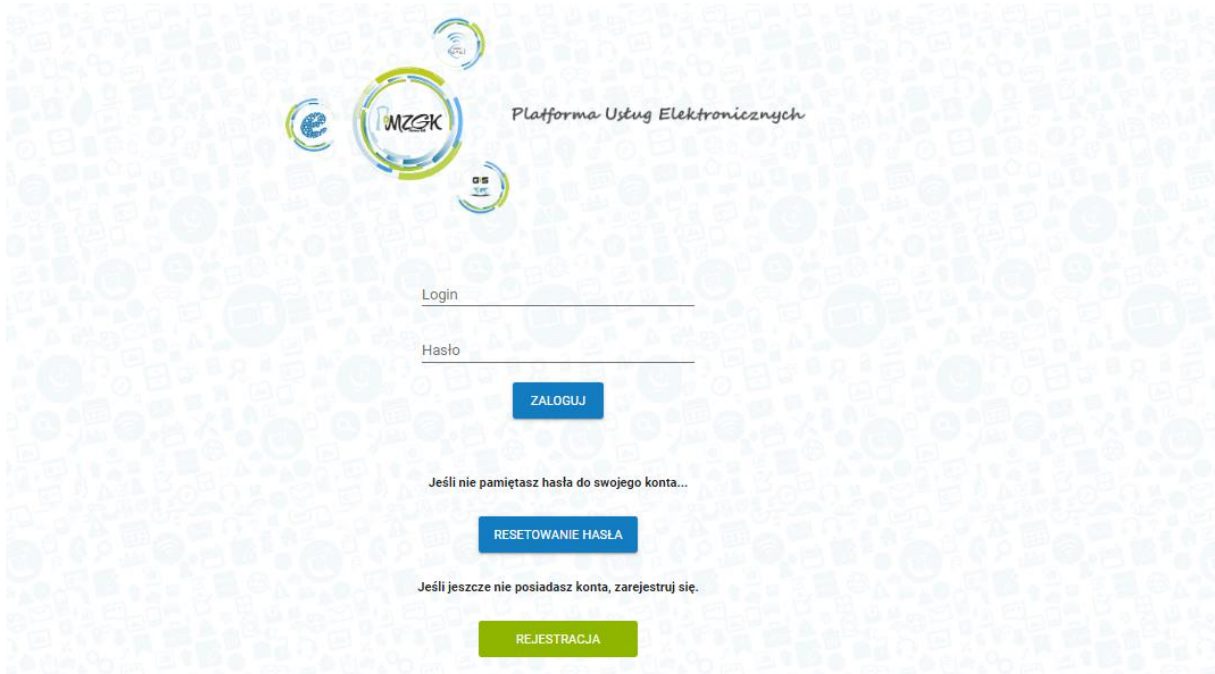 MZGK
Platforma Usług Elektronicznych
GIS
Login
Hasło
ZALOGUJ
Jeśli nie pamiętasz hasła do swojego konta...
RESETOWANIE HASŁA
Jeśli jeszcze nie posiadasz konta, zarejestruj się.
REJESTRACJA